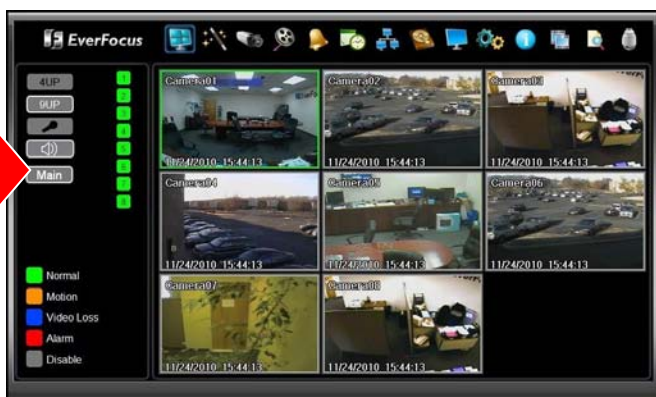 EverFocus
4UP
9UP
Main
1
2
3
4
5
6
7
8
Normal
Motion
Video Loss
Alarm
Disable
Camera01
11/24/2010 15:44:13
Camera02
11/24/2010 15:44:13
Camera03
11/24/2010 15:44:13
Camera04
11/24/2010 15:44:13
Camera05
11/24/2010 15:44:13
Camera06
11/24/2010 15:44:13
Camera07
11/24/2010 15:44:13
Camera08
11/24/2010 15:44:13